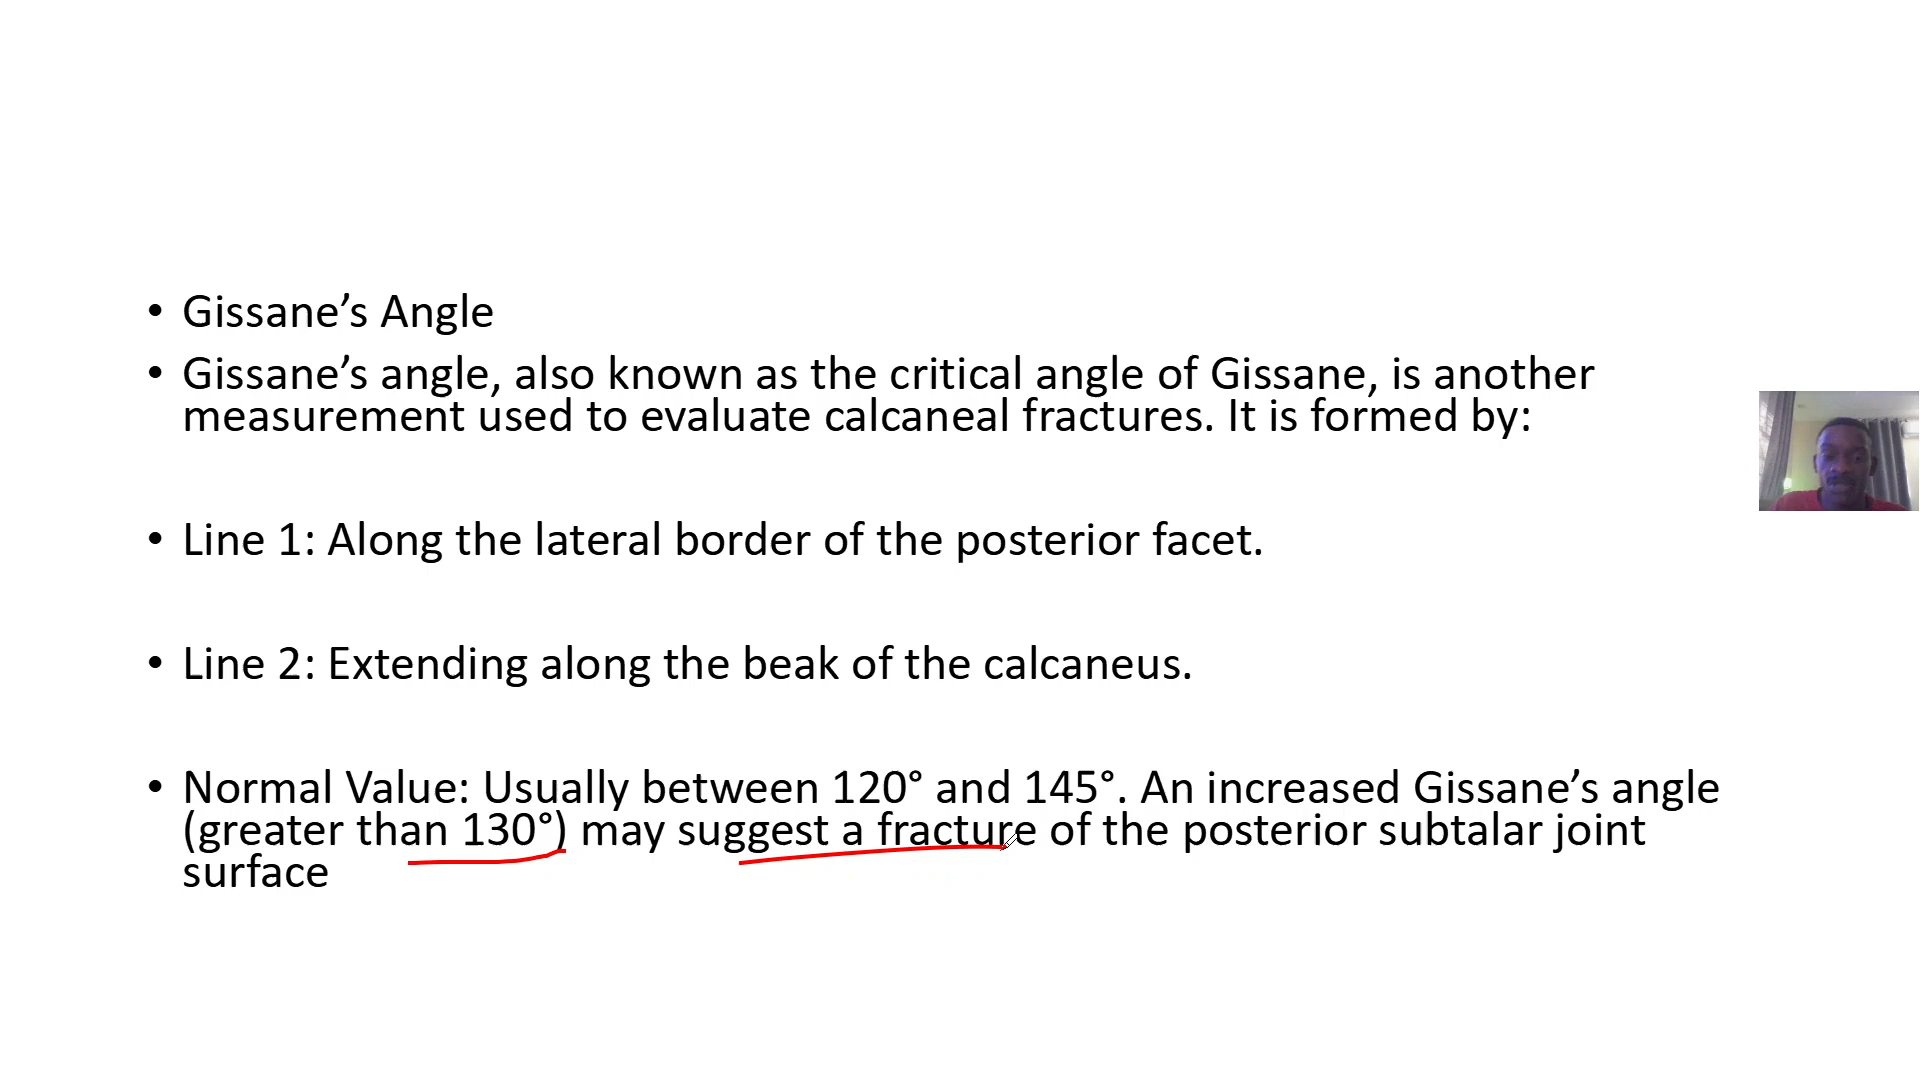 • Gissane’s Angle
• Gissane’s angle, also known as the critical angle of Gissane, is another
measurement used to evaluate calcaneal fractures. It is formed by:
• Line 1: Along the lateral border of the posterior facet.
• Line 2: Extending along the beak of the calcaneus.
• Normal Value: Usually between 120° and 145°. An increased Gissane’s angle
(greater than 130°) may suggest a fracture of the posterior subtalar joint
surface